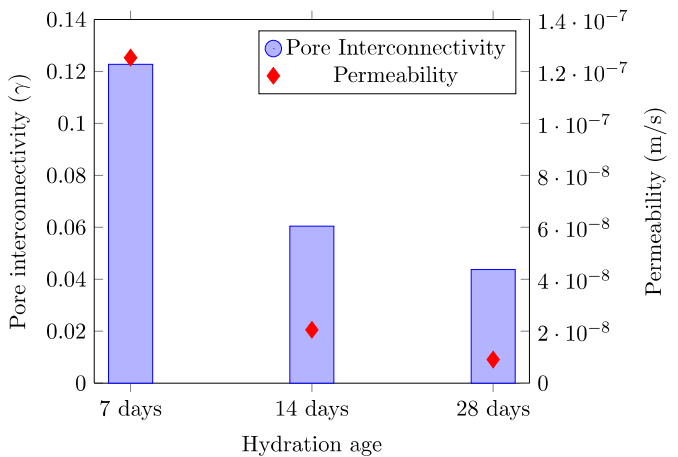 0.14
0.12
0.1
0.08
0.06
0.04
0.02
0
Pore interconnectivity (γ)
Pore Interconnectivity
Permeability
1.4 · 10⁻⁷
1.2 · 10⁻⁷
1 · 10⁻⁷
8 · 10⁻⁸
6 · 10⁻⁸
4 · 10⁻⁸
2 · 10⁻⁸
0
Permeability (m/s)
7 days
14 days
28 days
Hydration age